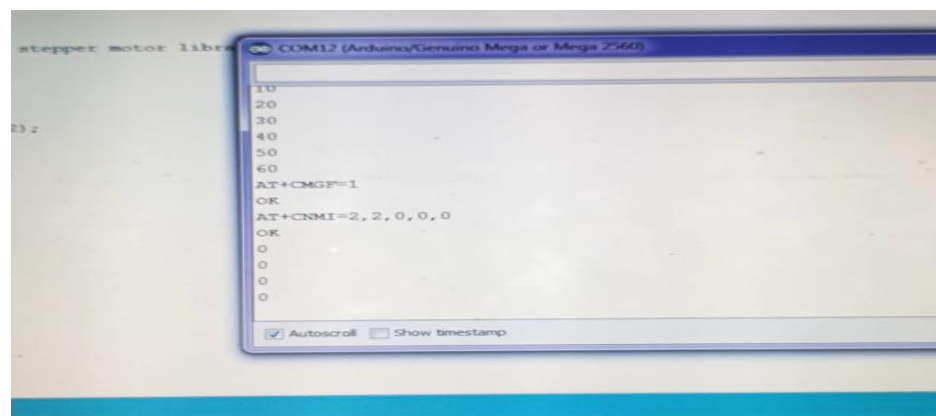 stepper motor libra
COM12 (Arduino/Genuino Mega or Mega 2560)
2);
10
20
30
40
50
60
AT+CMGF=1
OK
AT+CNMI=2,2,0,0,0
OK
0
0
0
0
Autoscroll
Show timestamp